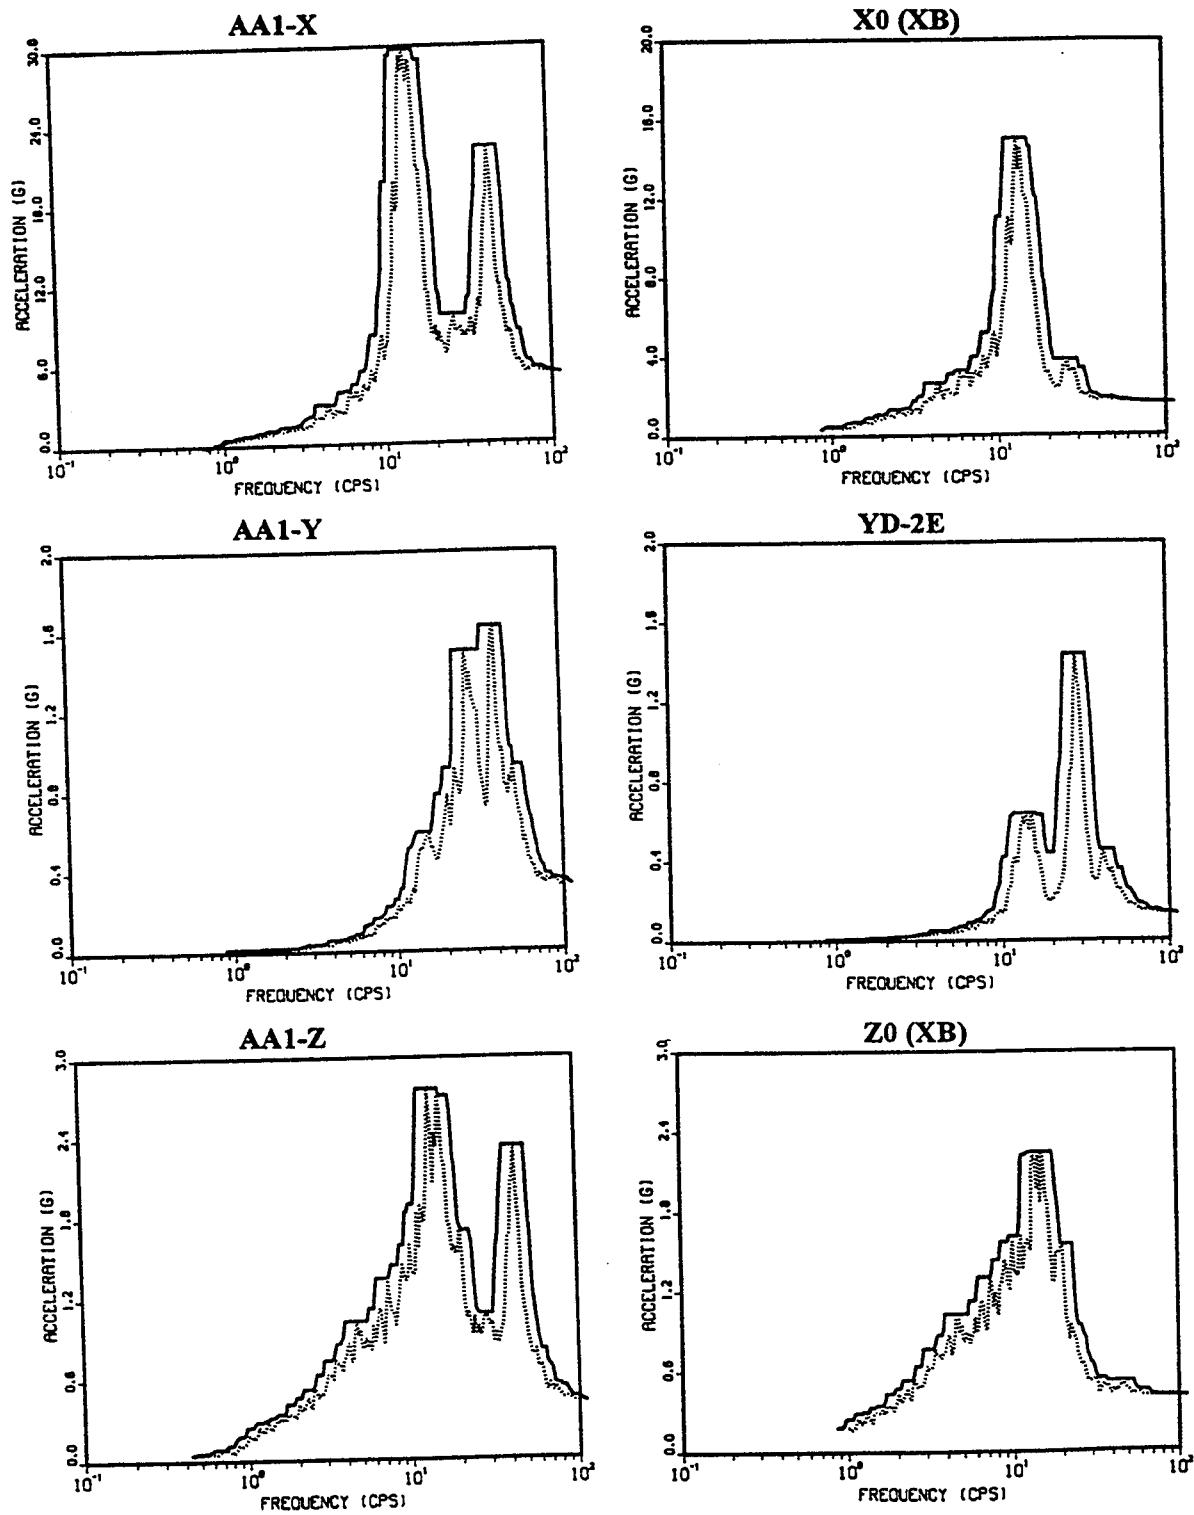 AA1-X
30.0
24.0
18.0
12.0
6.0
0.0
ACCELERATION (G)
10⁻¹ 10⁰ 10¹ 10²
FREQUENCY (CPS)
X0 (XB)
20.0
16.0
12.0
8.0
4.0
0.0
ACCELERATION (G)
10⁻¹ 10⁰ 10¹ 10²
FREQUENCY (CPS)
AA1-Y
2.0
1.6
1.2
0.8
0.4
0.0
ACCELERATION (G)
10⁻¹ 10⁰ 10¹ 10²
FREQUENCY (CPS)
YD-2E
2.0
1.6
1.2
0.8
0.4
0.0
ACCELERATION (G)
10⁻¹ 10⁰ 10¹ 10²
FREQUENCY (CPS)
AA1-Z
3.0
2.4
1.8
1.2
0.6
0.0
ACCELERATION (G)
10⁻¹ 10⁰ 10¹ 10²
FREQUENCY (CPS)
Z0 (XB)
3.0
2.4
1.8
1.2
0.6
0.0
ACCELERATION (G)
10⁻¹ 10⁰ 10¹ 10²
FREQUENCY (CPS)